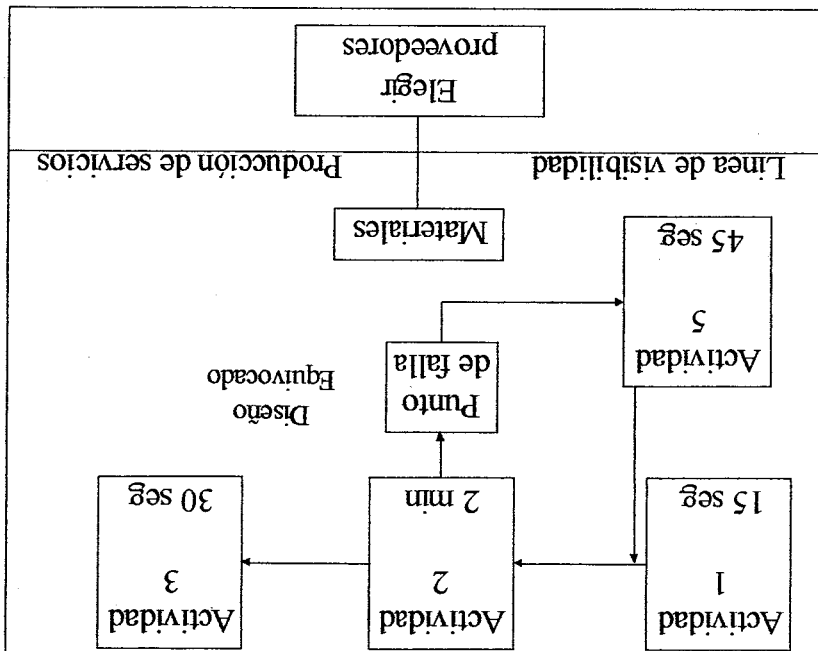 Actividad
1
15 seg
Actividad
2
2 min
Actividad
3
30 seg
Punto
de falla
Diseño
Equivocado
Actividad
5
45 seg
Materiales
Linea de visibilidad
Producción de servicios
Elegir
proveedores